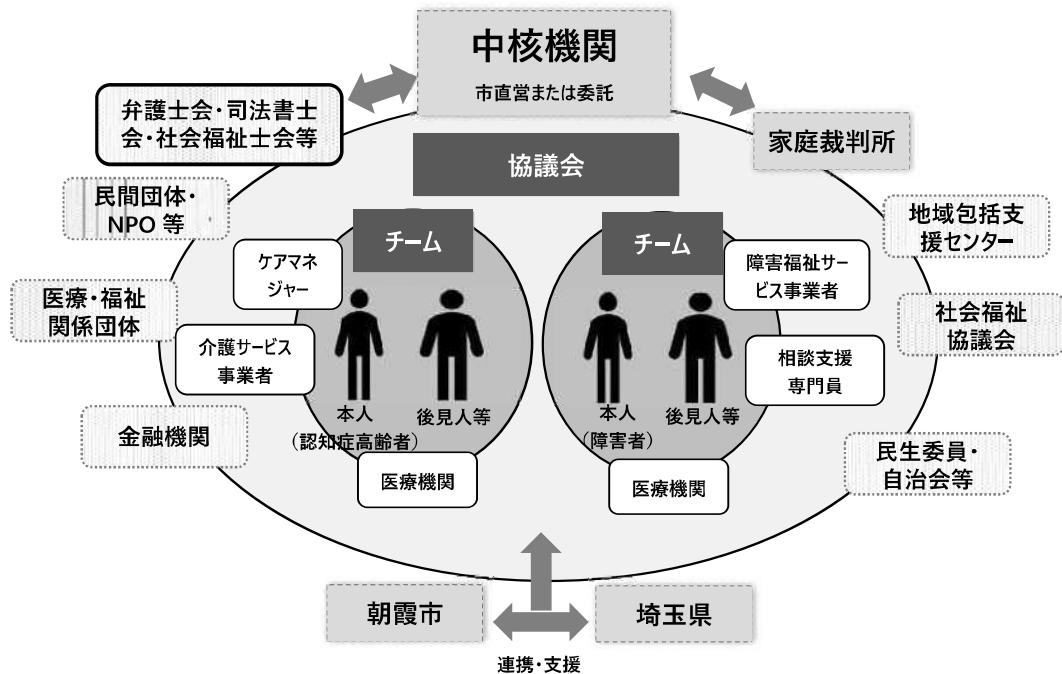 中核機関
市直営または委託
弁護士会・司法書士
会・社会福祉士会等
家庭裁判所
協議会
民間団体・
NPO 等
地域包括支
援センター
チーム
ケアマネ
ジャー
チーム
障害福祉サー
ビス事業者
医療・福祉
関係団体
社会福祉
協議会
介護サービス
事業者
相談支援
専門員
本人
(認知症高齢者)
後見人等
本人
(障害者)
後見人等
金融機関
民生委員・
自治会等
医療機関
医療機関
朝霞市
埼玉県
連携・支援